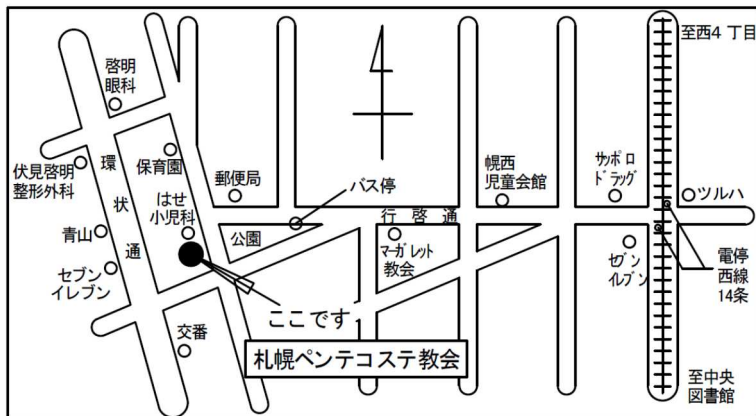 至西4丁目
啓明
眼科
伏見啓明
整形外科
環状通
保育園
はせ
小児科
郵便局
バス停
幌西
児童会館
サッポロ
ドラッグ
ツルハ
行啓通
青山
公園
マーガレット
教会
セブン
イレブン
セブン
イレブン
電停
西線
14条
交番
ここです
札幌ペンテコステ教会
至中央
図書館